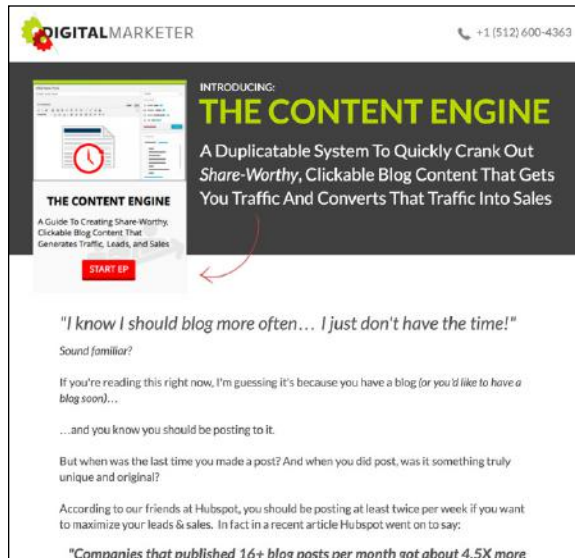 DIGITALMARKETER
+1 (512) 600-4363
INTRODUCING:
THE CONTENT ENGINE
A Duplicatable System To Quickly Crank Out
Share-Worthy, Clickable Blog Content That Gets
You Traffic And Converts That Traffic Into Sales
THE CONTENT ENGINE
A Guide To Creating Share-Worthy,
Clickable Blog Content That
Generates Traffic, Leads, and Sales
START EP
"I know I should blog more often… I just don't have the time!"
Sound familiar?
If you're reading this right now, I'm guessing it's because you have a blog (or you'd like to have a
blog soon)…
…and you know you should be posting to it.
But when was the last time you made a post? And when you did post, was it something truly
unique and original?
According to our friends at Hubspot, you should be posting at least twice per week if you want
to maximize your leads & sales. In fact in a recent article Hubspot went on to say:
"Companies that published 16+ blog posts per month got about 4.5X more